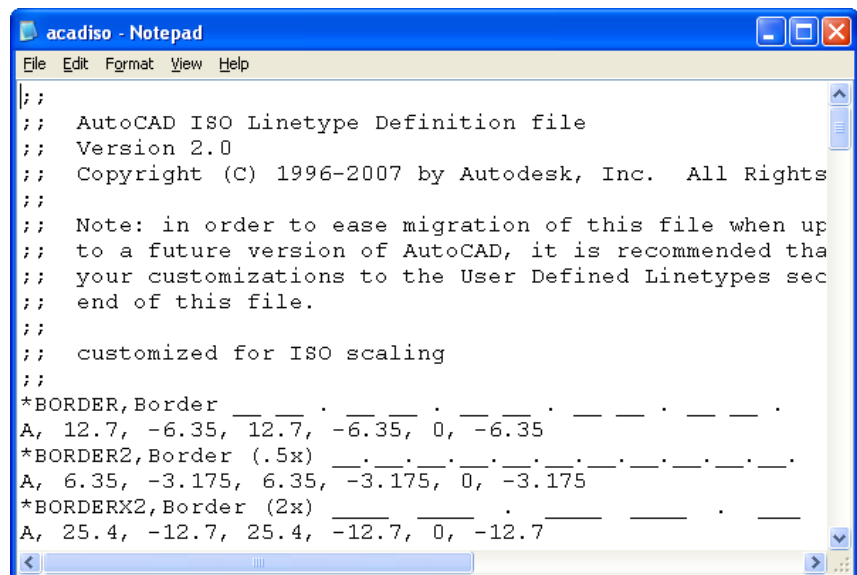 acadiso - Notepad
File Edit Format View Help
;;
;;  AutoCAD ISO Linetype Definition file
;;  Version 2.0
;;  Copyright (C) 1996-2007 by Autodesk, Inc.  All Rights
;;
;;  Note: in order to ease migration of this file when up
;;  to a future version of AutoCAD, it is recommended tha
;;  your customizations to the User Defined Linetypes sec
;;  end of this file.
;;
;;  customized for ISO scaling
;;
*BORDER,Border __ __ . __ __ . __ __ . __ __ . __ __ .
A, 12.7, -6.35, 12.7, -6.35, 0, -6.35
*BORDER2,Border (.5x) __.__.__.__.__.__.__.__.__.__.__.
A, 6.35, -3.175, 6.35, -3.175, 0, -3.175
*BORDERX2,Border (2x) ____  ____  .  ____  ____  .  ___
A, 25.4, -12.7, 25.4, -12.7, 0, -12.7